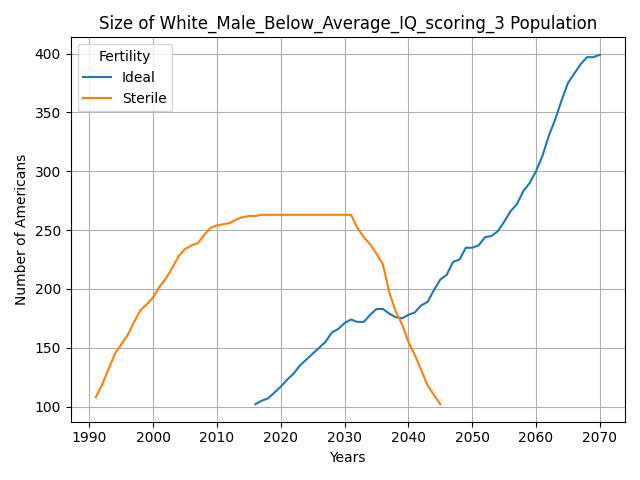 Size of White_Male_Below_Average_IQ_scoring_3 Population
Fertility
Ideal
Sterile
Number of Americans
400
350
300
250
200
150
100
1990 2000 2010 2020 2030 2040 2050 2060 2070
Years